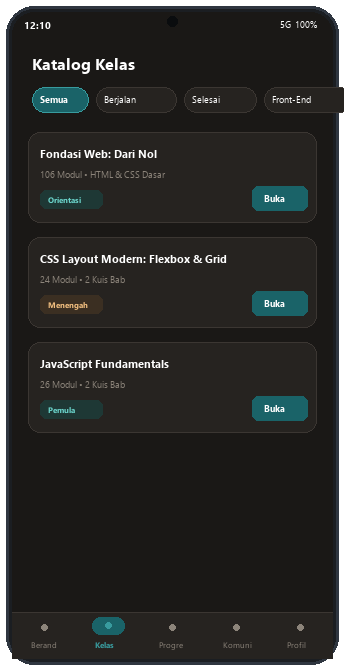 12:10 5G 100%
Katalog Kelas
Semua Berjalan Selesai Front-End
Fondasi Web: Dari Nol
106 Modul • HTML & CSS Dasar
Orientasi Buka
CSS Layout Modern: Flexbox & Grid
24 Modul • 2 Kuis Bab
Menengah Buka
JavaScript Fundamentals
26 Modul • 2 Kuis Bab
Pemula Buka
Berand Kelas Progre Komuni Profil